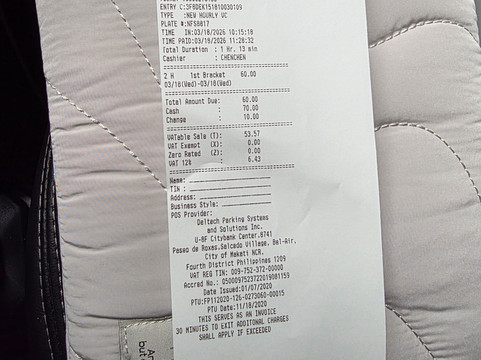 ENTRY C:3FBDEK151810030109
TYPE :NEW HOURLY VC
PLATE #:NFS8817
TIME IN:03/18/2026 10:15:18
TIME PAID:03/18/2026 11:28:32
Total Duration : 1 Hr. 13 min
Cashier : CHENCHEN
2 H 1st Bracket 60.00
03/18(Wed)-03/18(Wed)
Total Amount Due: 60.00
Cash : 70.00
Change : 10.00
VATable Sale (T): 53.57
VAT Exempt (X): 0.00
Zero Rated (Z): 0.00
VAT 12% : 6.43
Name:
TIN :
Address:
Business Style:
POS Provider:
Deltech Parking Systems
and Solutions Inc.
U-BF Citybank Center,8741
Paseo de Roxas,Salcedo Village, Bel-Air,
City of Makati NCR,
Fourth District Philippines 1209
VAT REG TIN: 009-752-372-00000
Accred No.: 0500097523722019081159
Date Issued:01/07/2020
PTU:FP112020-126-0273060-00015
PTU Date:11/18/2020
THIS SERVES AS AN INVOICE
30 MINUTES TO EXIT ADDITONAL CHARGES
SHALL APPLY IF EXCEEDED